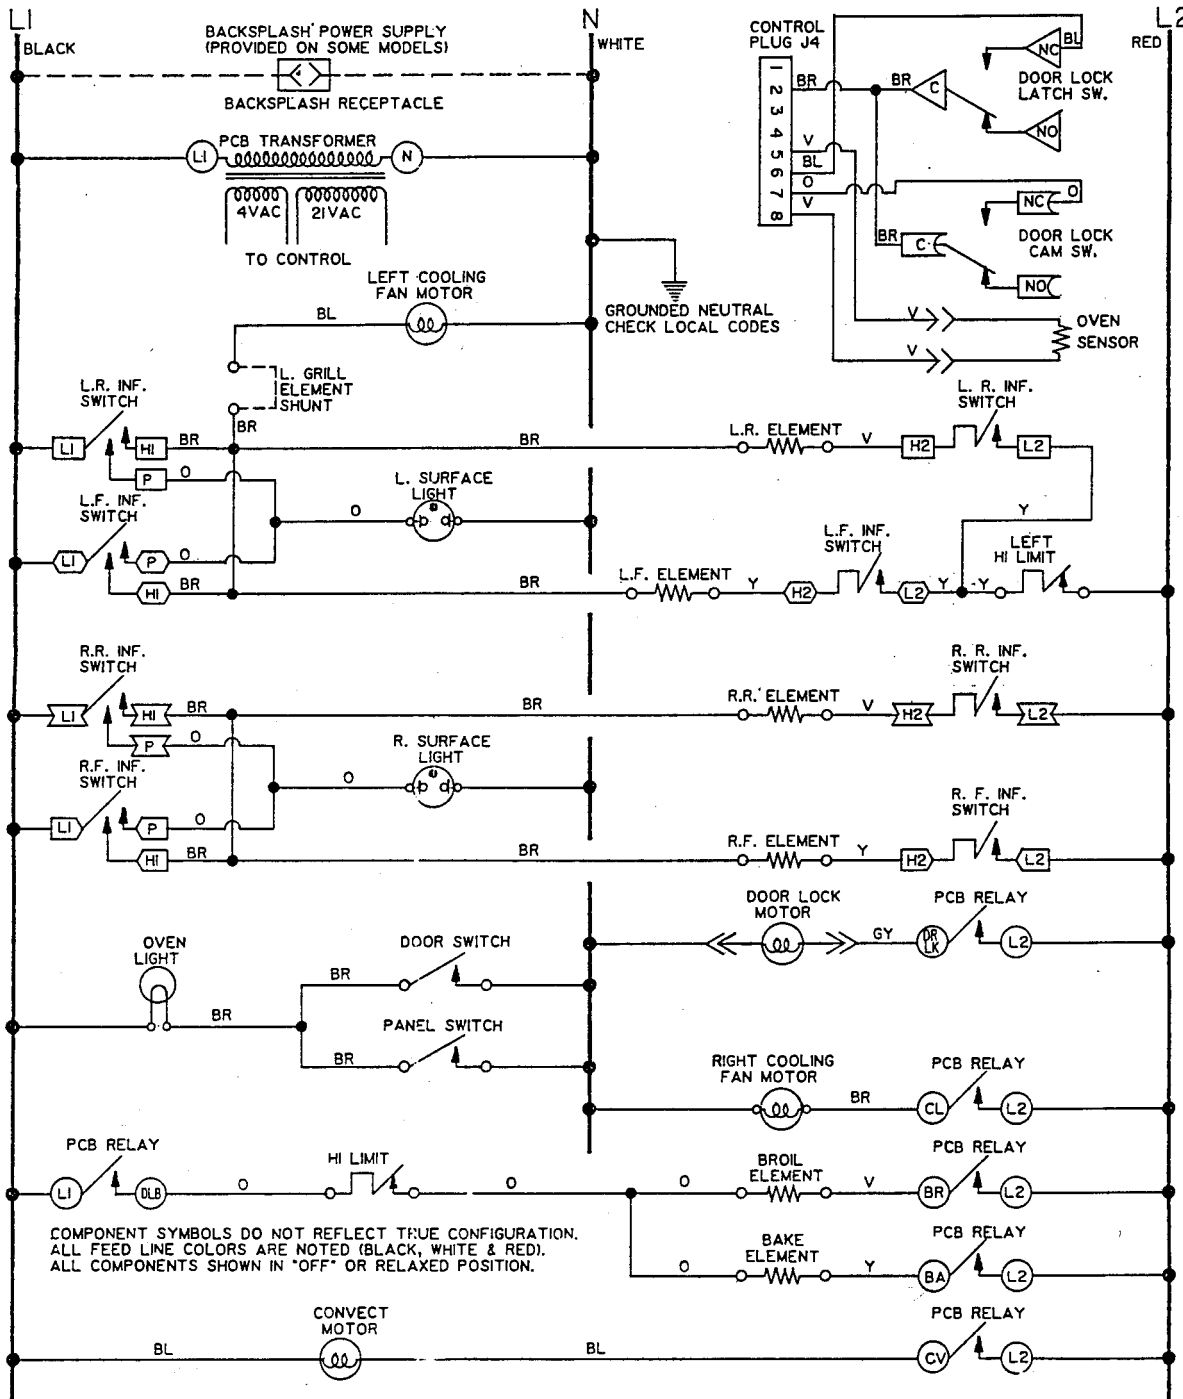 L1
N
L2
BLACK
BACKSPLASH POWER SUPPLY
(PROVIDED ON SOME MODELS)
WHITE
RED
BACKSPLASH RECEPTACLE
CONTROL
PLUG J4
1
2
3
4
5
6
7
8
BR
V
BL
O
V
BR
C
NC
BL
DOOR LOCK
LATCH SW.
NO
NC
O
BR
C
DOOR LOCK
CAM SW.
NO
V
V
OVEN
SENSOR
PCB TRANSFORMER
L1
N
4VAC
21VAC
TO CONTROL
LEFT COOLING
FAN MOTOR
BL
GROUNDED NEUTRAL
CHECK LOCAL CODES
L. GRILL
ELEMENT
SHUNT
BR
L.R. INF.
SWITCH
L1
H1
BR
BR
L.R. ELEMENT
V
H2
L. R. INF.
SWITCH
L2
P
O
L. SURFACE
LIGHT
O
Y
L.F. INF.
SWITCH
L1
P
O
H1
BR
BR
L.F. ELEMENT
Y
H2
L.F. INF.
SWITCH
L2
Y
Y
LEFT
HI LIMIT
R.R. INF.
SWITCH
L1
H1
BR
BR
R.R. ELEMENT
V
H2
R. R. INF.
SWITCH
L2
P
O
R. SURFACE
LIGHT
O
R.F. INF.
SWITCH
L1
P
O
H1
BR
BR
R.F. ELEMENT
Y
H2
R. F. INF.
SWITCH
L2
DOOR LOCK
MOTOR
GY
DR
LK
PCB RELAY
L2
OVEN
LIGHT
BR
BR
DOOR SWITCH
BR
PANEL SWITCH
RIGHT COOLING
FAN MOTOR
BR
CL
PCB RELAY
L2
PCB RELAY
L1
DLB
O
HI LIMIT
O
O
BROIL
ELEMENT
V
BR
PCB RELAY
L2
COMPONENT SYMBOLS DO NOT REFLECT TRUE CONFIGURATION.
ALL FEED LINE COLORS ARE NOTED (BLACK, WHITE & RED).
ALL COMPONENTS SHOWN IN "OFF" OR RELAXED POSITION.
O
BAKE
ELEMENT
Y
BA
PCB RELAY
L2
CONVECT
MOTOR
BL
BL
CV
PCB RELAY
L2